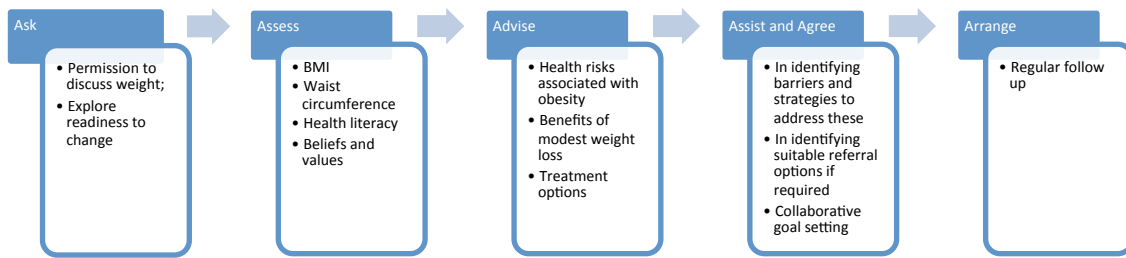 Ask
• Permission to
discuss weight;
• Explore
readiness to
change
Assess
• BMI
• Waist
circumference
• Health literacy
• Beliefs and
values
Advise
• Health risks
associated with
obesity
• Benefits of
modest weight
loss
• Treatment
options
Assist and Agree
• In identifying
barriers and
strategies to
address these
• In identifying
suitable referral
options if
required
• Collaborative
goal setting
Arrange
• Regular follow
up